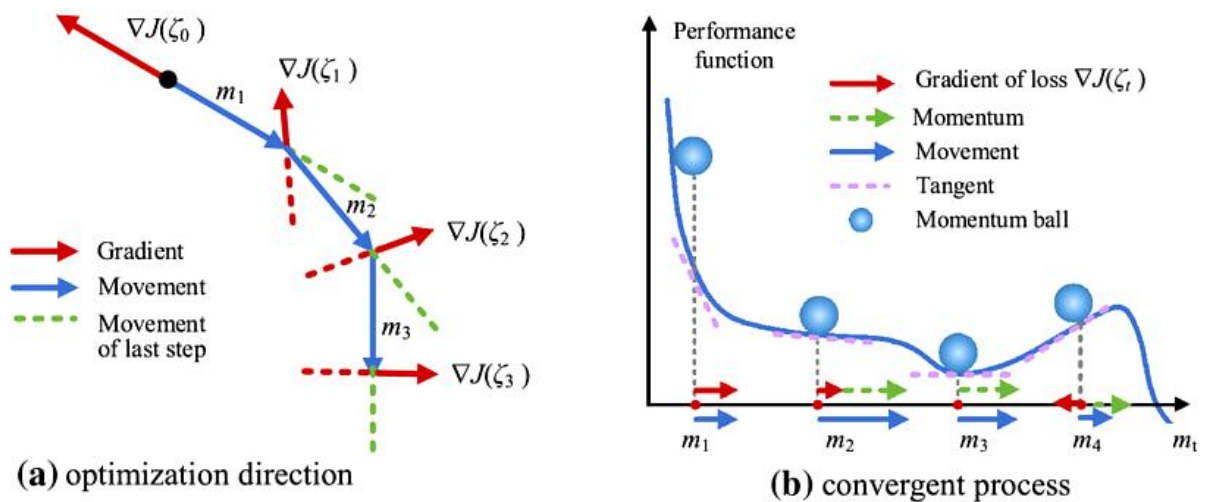 ∇J(ζ₀)
m₁
∇J(ζ₁)
m₂
∇J(ζ₂)
m₃
∇J(ζ₃)
Gradient
Movement
Movement
of last step
(a) optimization direction
Performance
function
Gradient of loss ∇J(ζₜ)
Momentum
Movement
Tangent
Momentum ball
m₁
m₂
m₃
m₄
mₜ
(b) convergent process